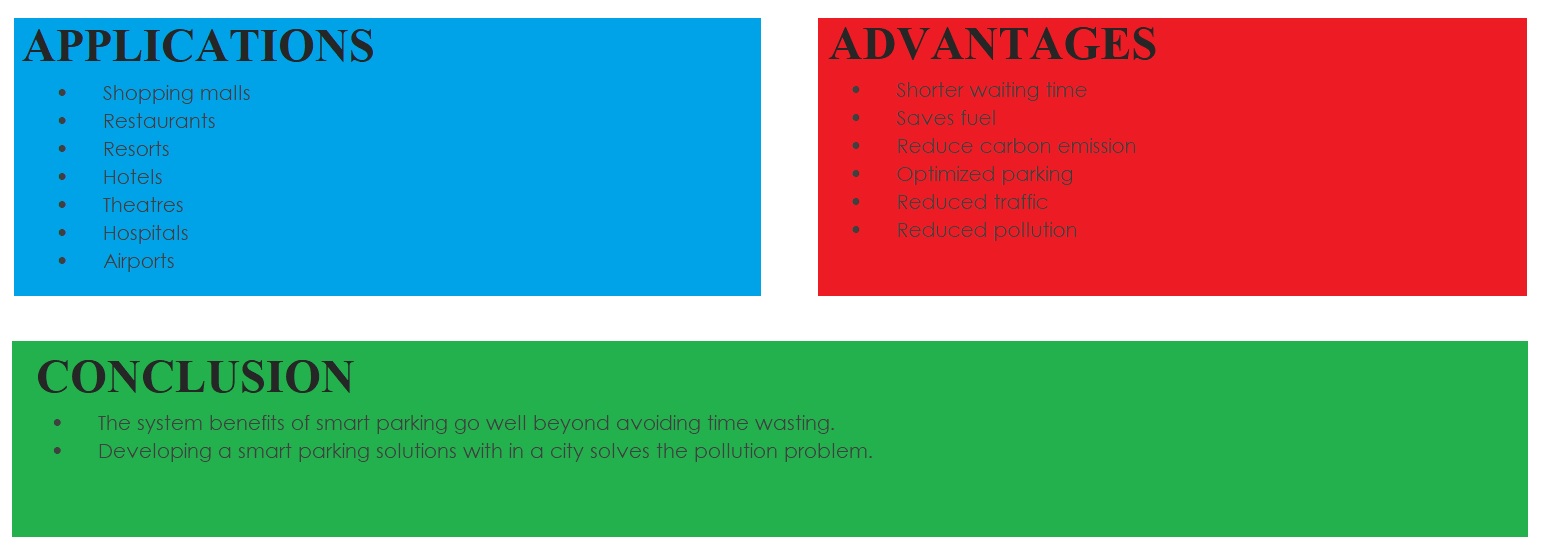 APPLICATIONS
• Shopping malls
• Restaurants
• Resorts
• Hotels
• Theatres
• Hospitals
• Airports
ADVANTAGES
• Shorter waiting time
• Saves fuel
• Reduce carbon emission
• Optimized parking
• Reduced traffic
• Reduced pollution
CONCLUSION
• The system benefits of smart parking go well beyond avoiding time wasting.
• Developing a smart parking solutions with in a city solves the pollution problem.